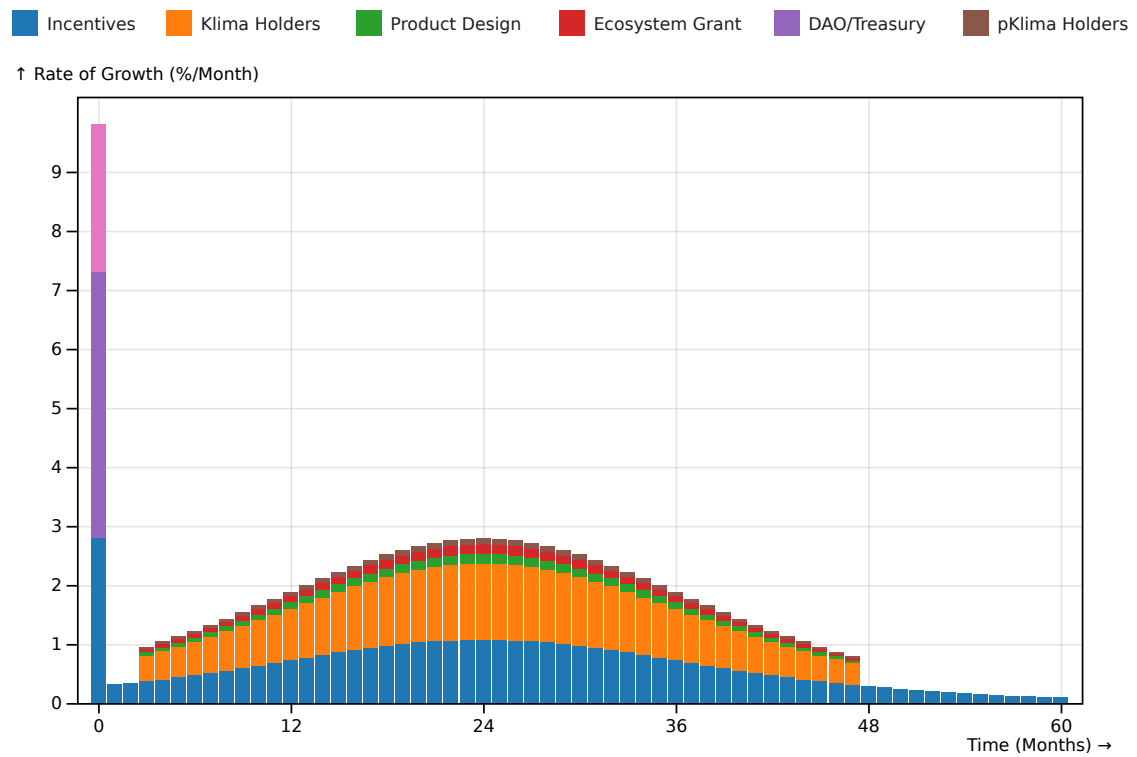 Incentives Klima Holders Product Design Ecosystem Grant DAO/Treasury pKlima Holders
↑ Rate of Growth (%/Month)
9
8
7
6
5
4
3
2
1
0
0 12 24 36 48 60
Time (Months) →